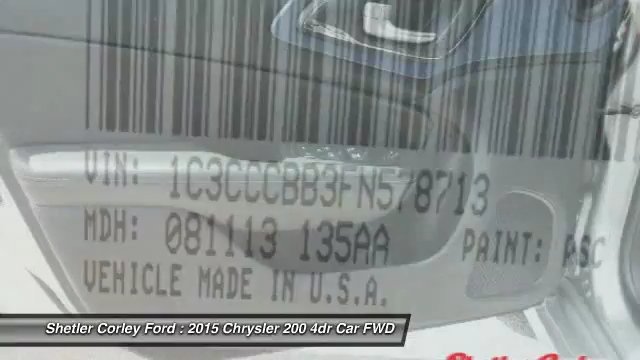 VIN: 1C3CCCBB3FN578713
MDH: 081113 135AA PAINT: PSC
VEHICLE MADE IN U.S.A.
Shetler Corley Ford : 2015 Chrysler 200 4dr Car FWD